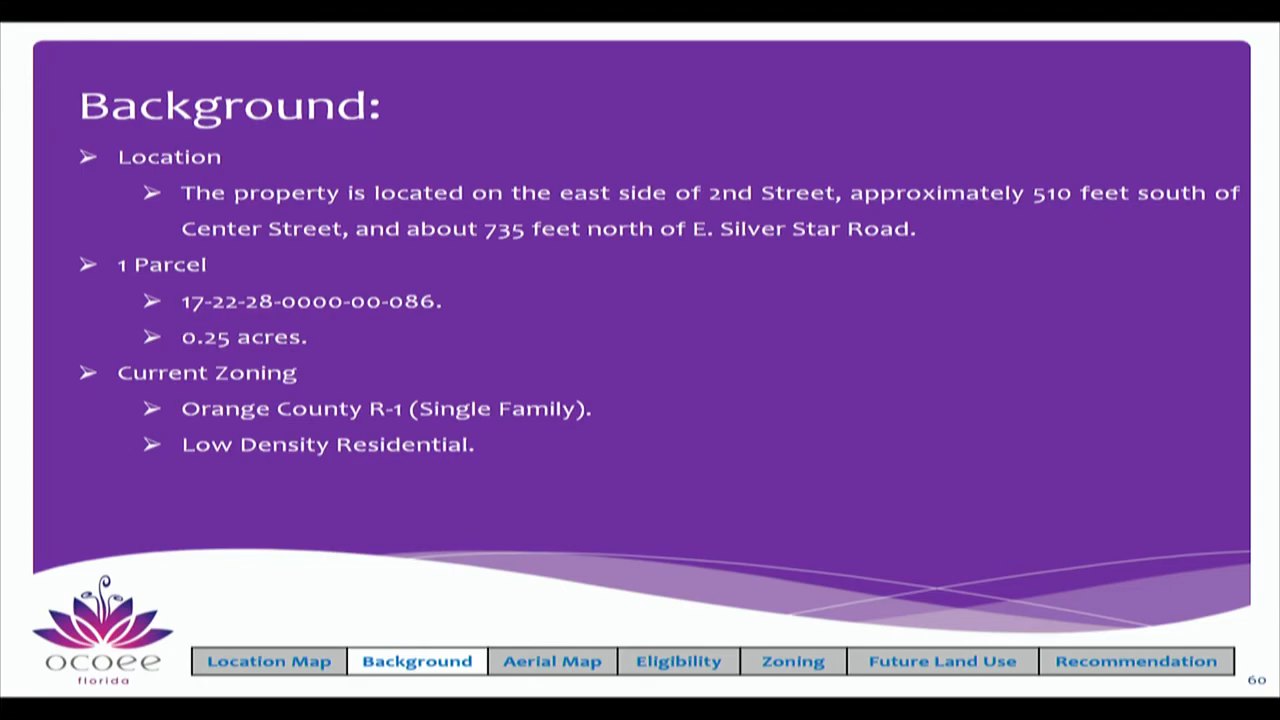 Background:
Location
The property is located on the east side of 2nd Street, approximately 510 feet south of
Center Street, and about 735 feet north of E. Silver Star Road.
1 Parcel
17-22-28-0000-00-086.
0.25 acres.
Current Zoning
Orange County R-1 (Single Family).
Low Density Residential.
ocoee
florida
Location Map Background Aerial Map Eligibility Zoning Future Land Use Recommendation
60